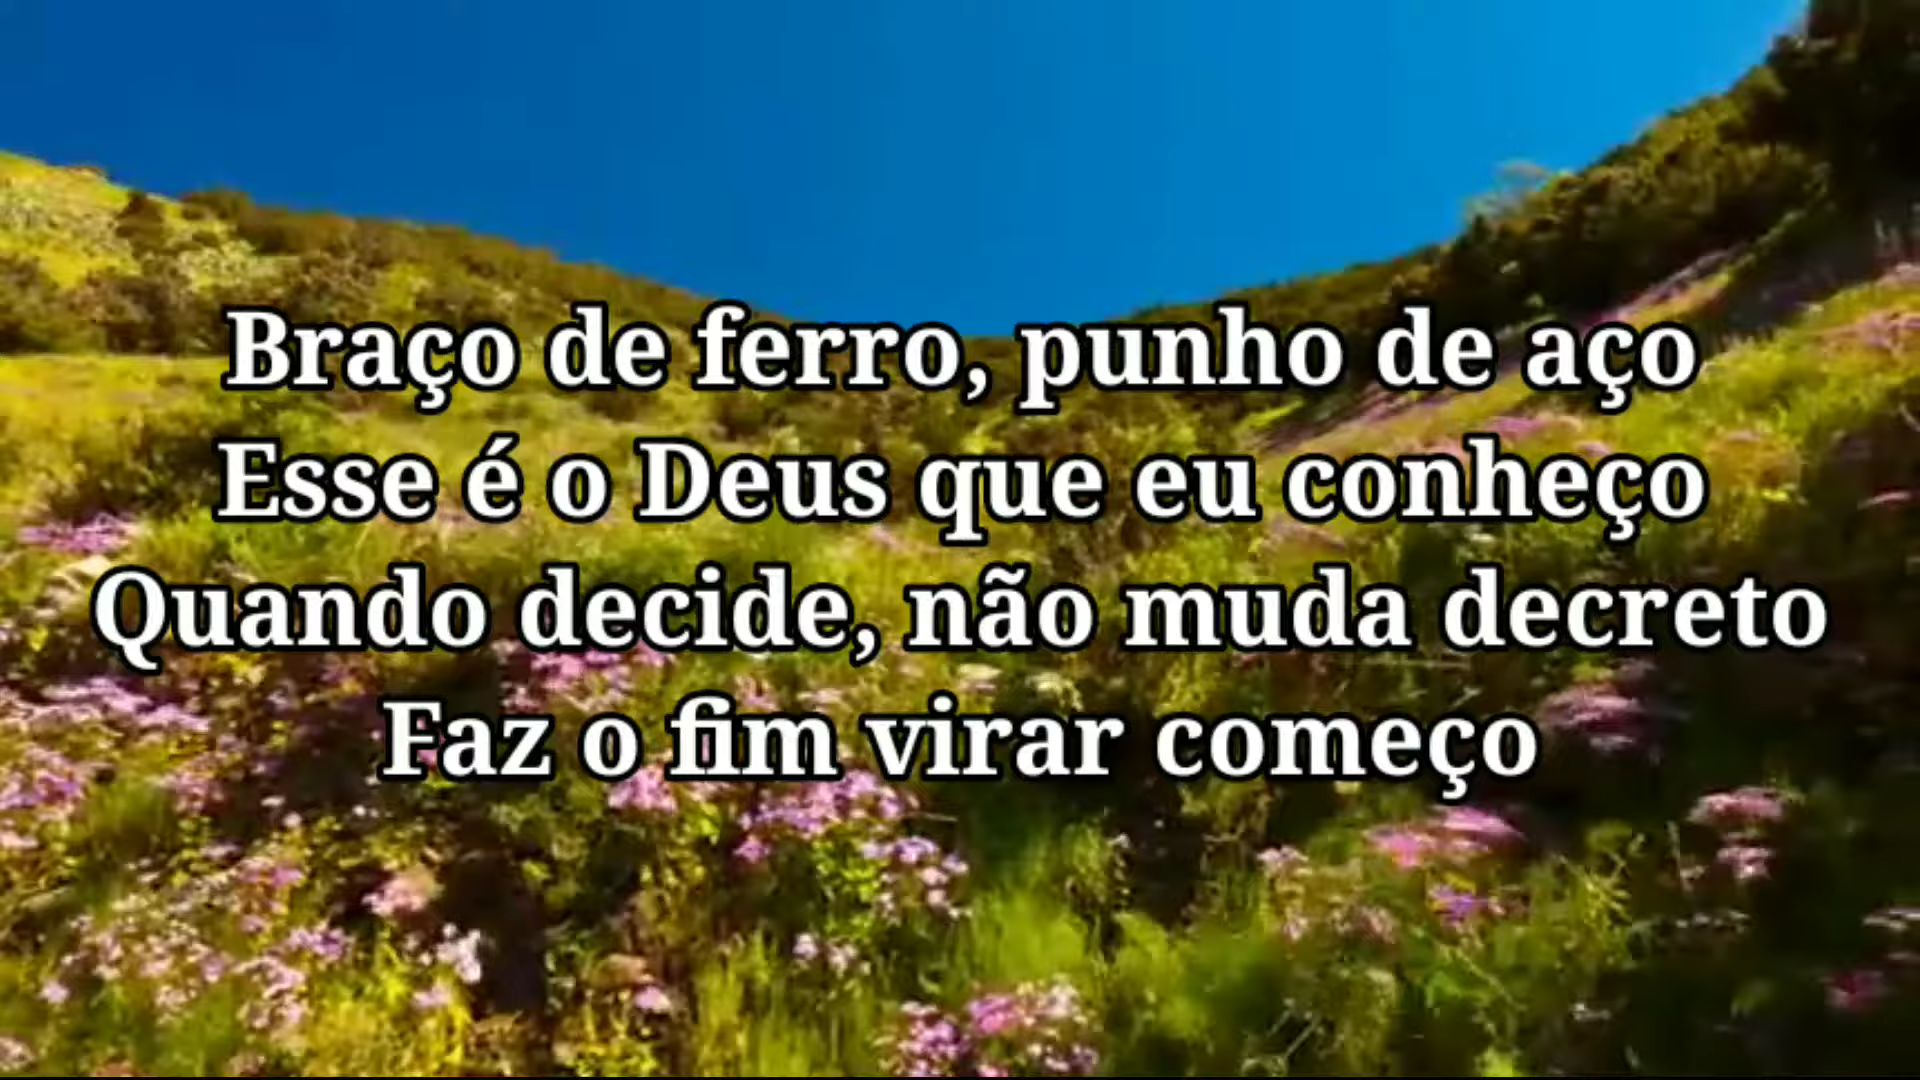 Braço de ferro, punho de aço
Esse é o Deus que eu conheço
Quando decide, não muda decreto
Faz o fim virar começo